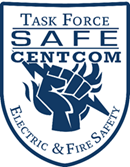 TASK FORCE
SAFE
CENTCOM
ELECTRIC & FIRE SAFETY